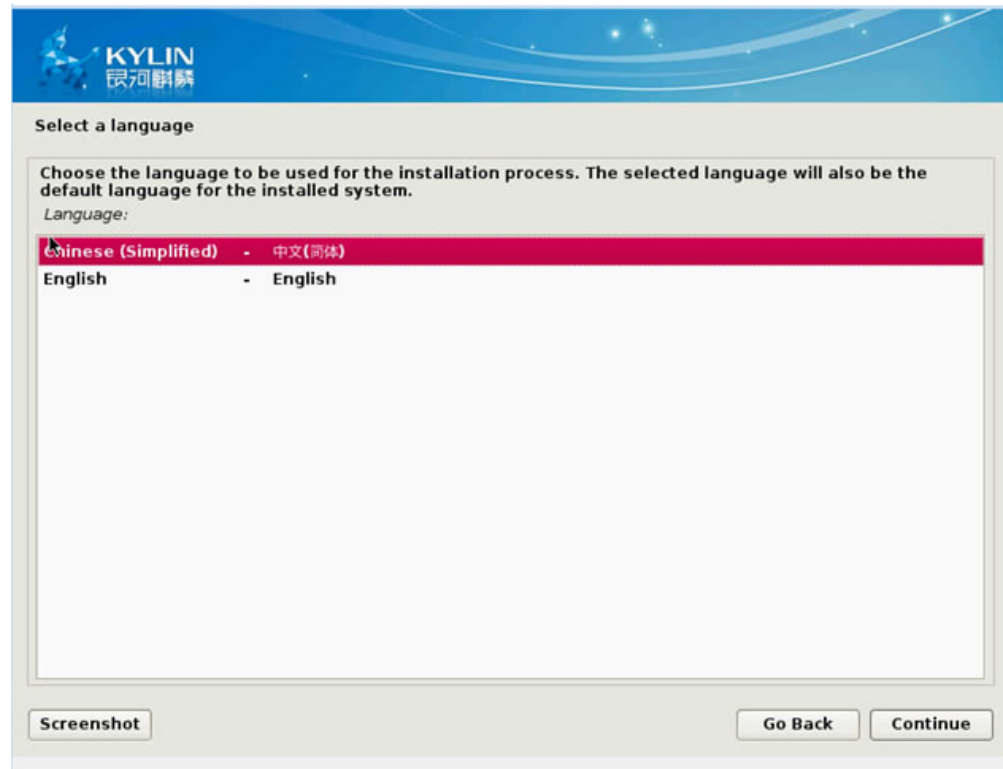 KYLIN
银河麒麟
Select a language
Choose the language to be used for the installation process. The selected language will also be the
default language for the installed system.
Language:
Chinese (Simplified) - 中文(简体)
English - English
Screenshot
Go Back
Continue